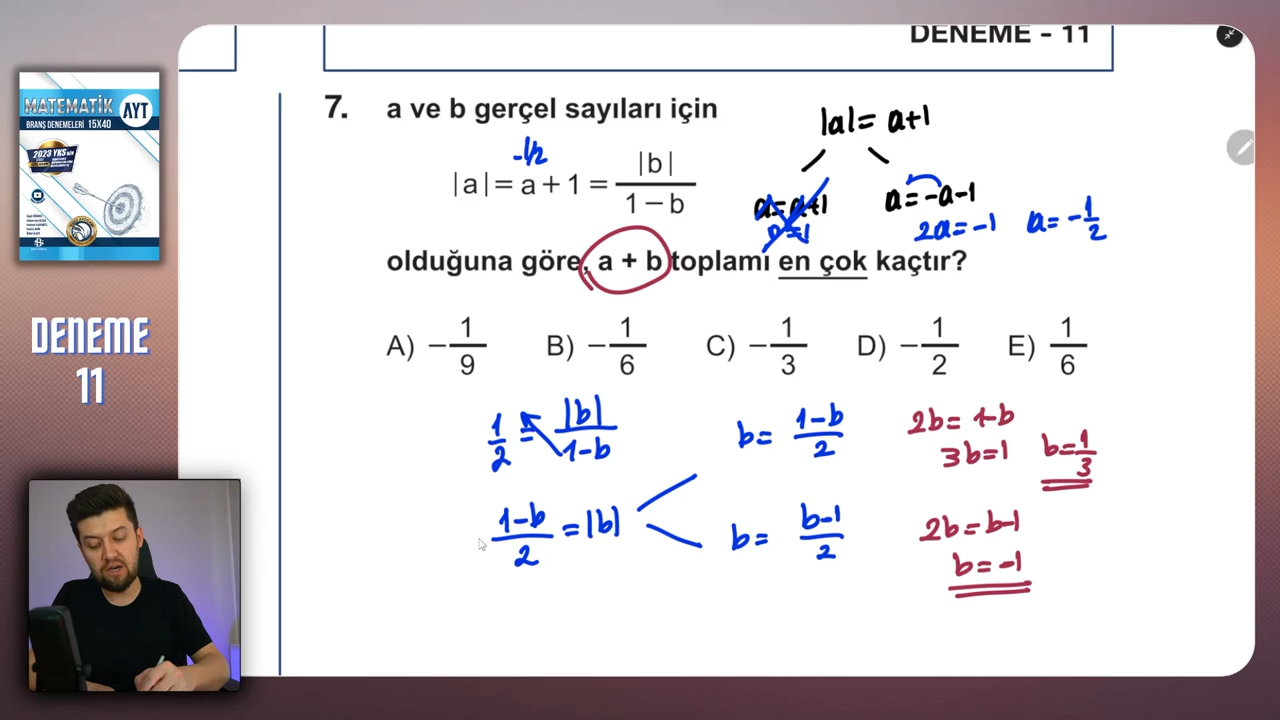 DENEME - 11
MATEMATİK AYT
BRANŞ DENEMELERİ 15X40
2023 YKS'NİN
DENEME
11
7. a ve b gerçel sayıları için
|a| = a + 1 = |b| / (1 − b)
-1/2
olduğuna göre, a + b toplamı en çok kaçtır?
A) −1/9 B) −1/6 C) −1/3 D) −1/2 E) 1/6
|a| = a+1
a=a+1
0=1
a=-a-1
2a=-1 a=-1/2
1/2 = |b|/1-b
1-b/2 = |b|
b= 1-b/2
2b= 1-b
3b=1 b=1/3
b= b-1/2
2b=b-1
b=-1